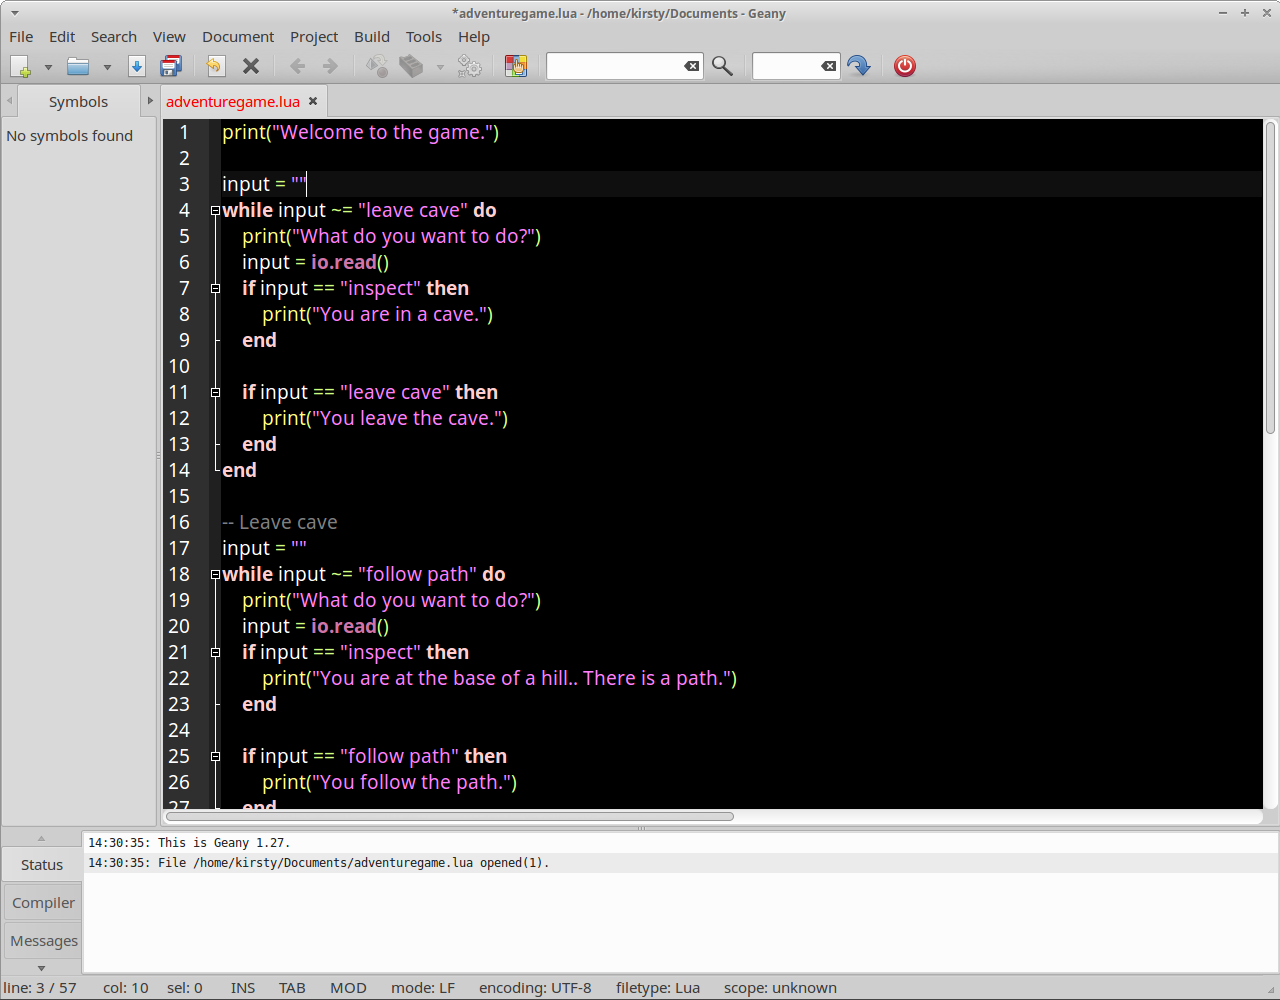 *adventuregame.lua - /home/kirsty/Documents - Geany
File Edit Search View Document Project Build Tools Help
Symbols
adventuregame.lua
No symbols found
1 print("Welcome to the game.")
2
3 input = ""
4 while input ~= "leave cave" do
5 print("What do you want to do?")
6 input = io.read()
7 if input == "inspect" then
8 print("You are in a cave.")
9 end
10
11 if input == "leave cave" then
12 print("You leave the cave.")
13 end
14 end
15
16 -- Leave cave
17 input = ""
18 while input ~= "follow path" do
19 print("What do you want to do?")
20 input = io.read()
21 if input == "inspect" then
22 print("You are at the base of a hill.. There is a path.")
23 end
24
25 if input == "follow path" then
26 print("You follow the path.")
27 end
14:30:35: This is Geany 1.27.
14:30:35: File /home/kirsty/Documents/adventuregame.lua opened(1).
Status
Compiler
Messages
line: 3 / 57 col: 10 sel: 0 INS TAB MOD mode: LF encoding: UTF-8 filetype: Lua scope: unknown